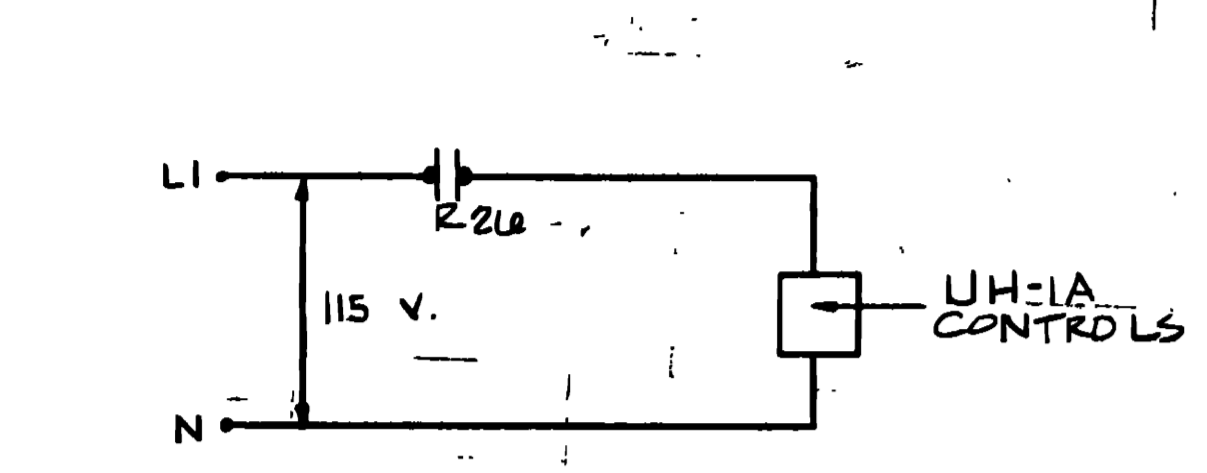 L1
R26
115 V.
UH-1A
CONTROLS
N